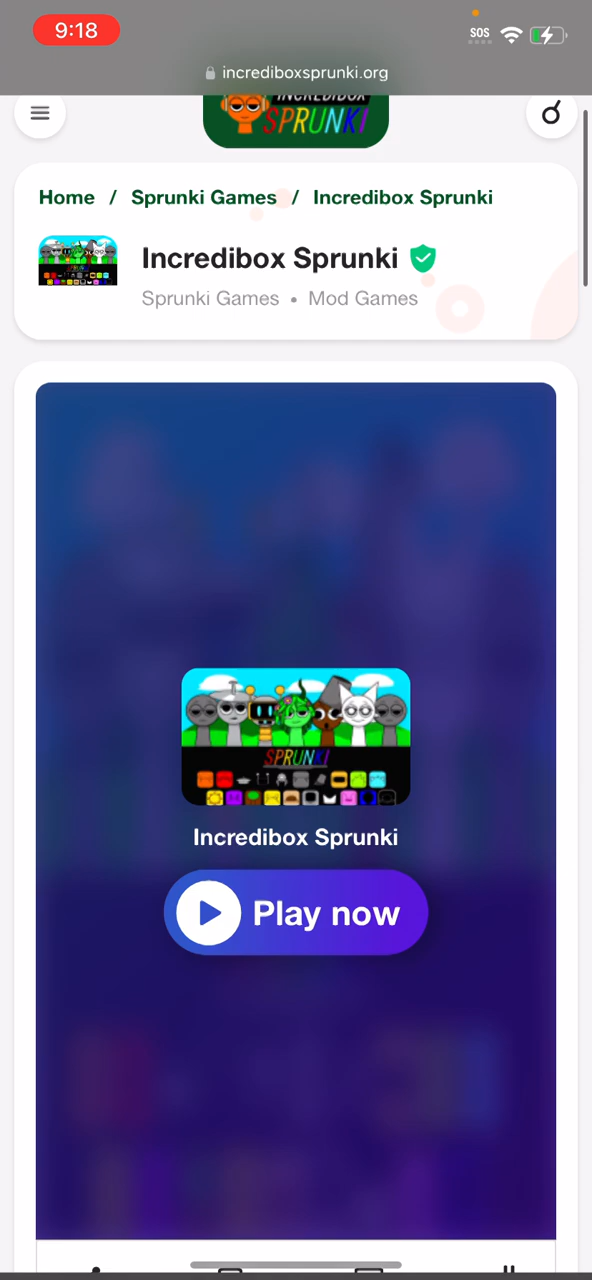 9:18
SOS
incrediboxsprunki.org
INCREDIBOX
SPRUNKI
Home / Sprunki Games / Incredibox Sprunki
Incredibox Sprunki
Sprunki Games • Mod Games
SPRUNKI
Incredibox Sprunki
Play now